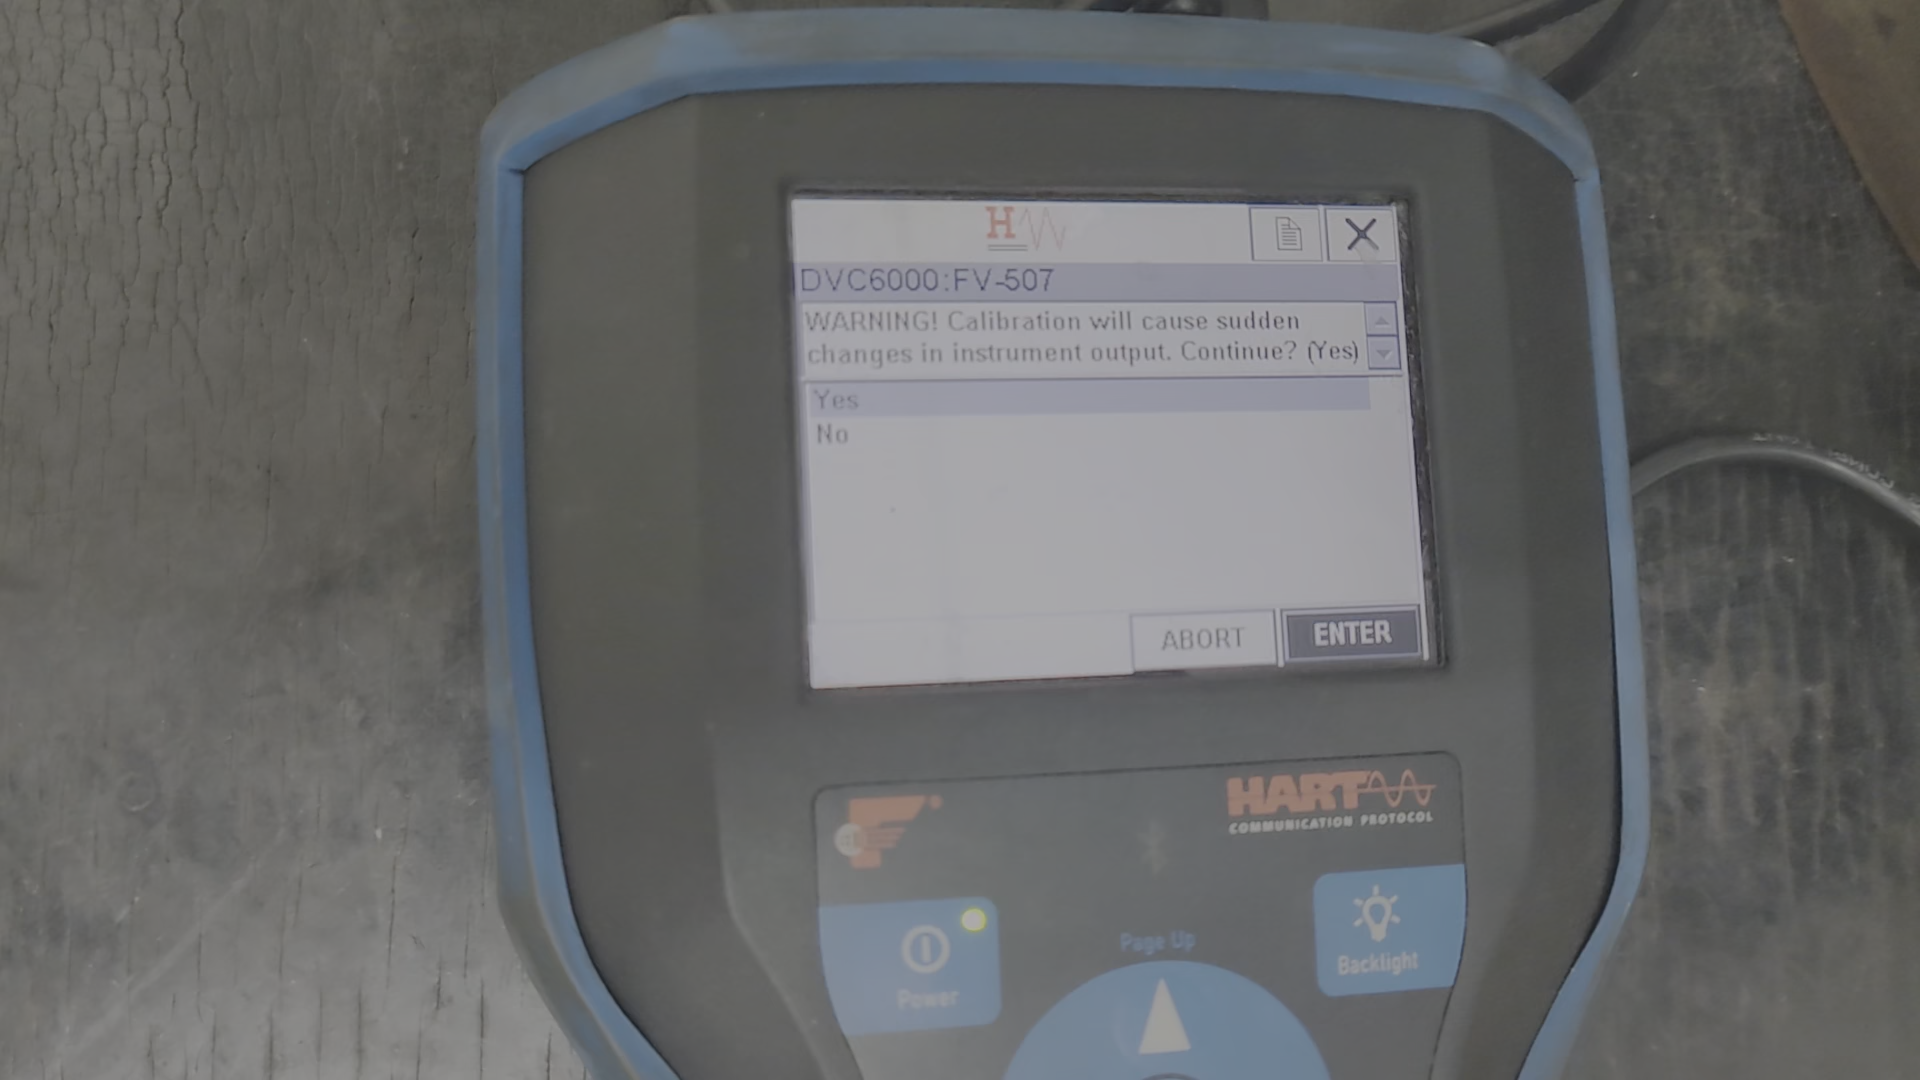 H
DVC6000:FV-507
WARNING! Calibration will cause sudden
changes in instrument output. Continue? (Yes)
Yes
No
ABORT
ENTER
HART
COMMUNICATION PROTOCOL
Page Up
Power
Backlight